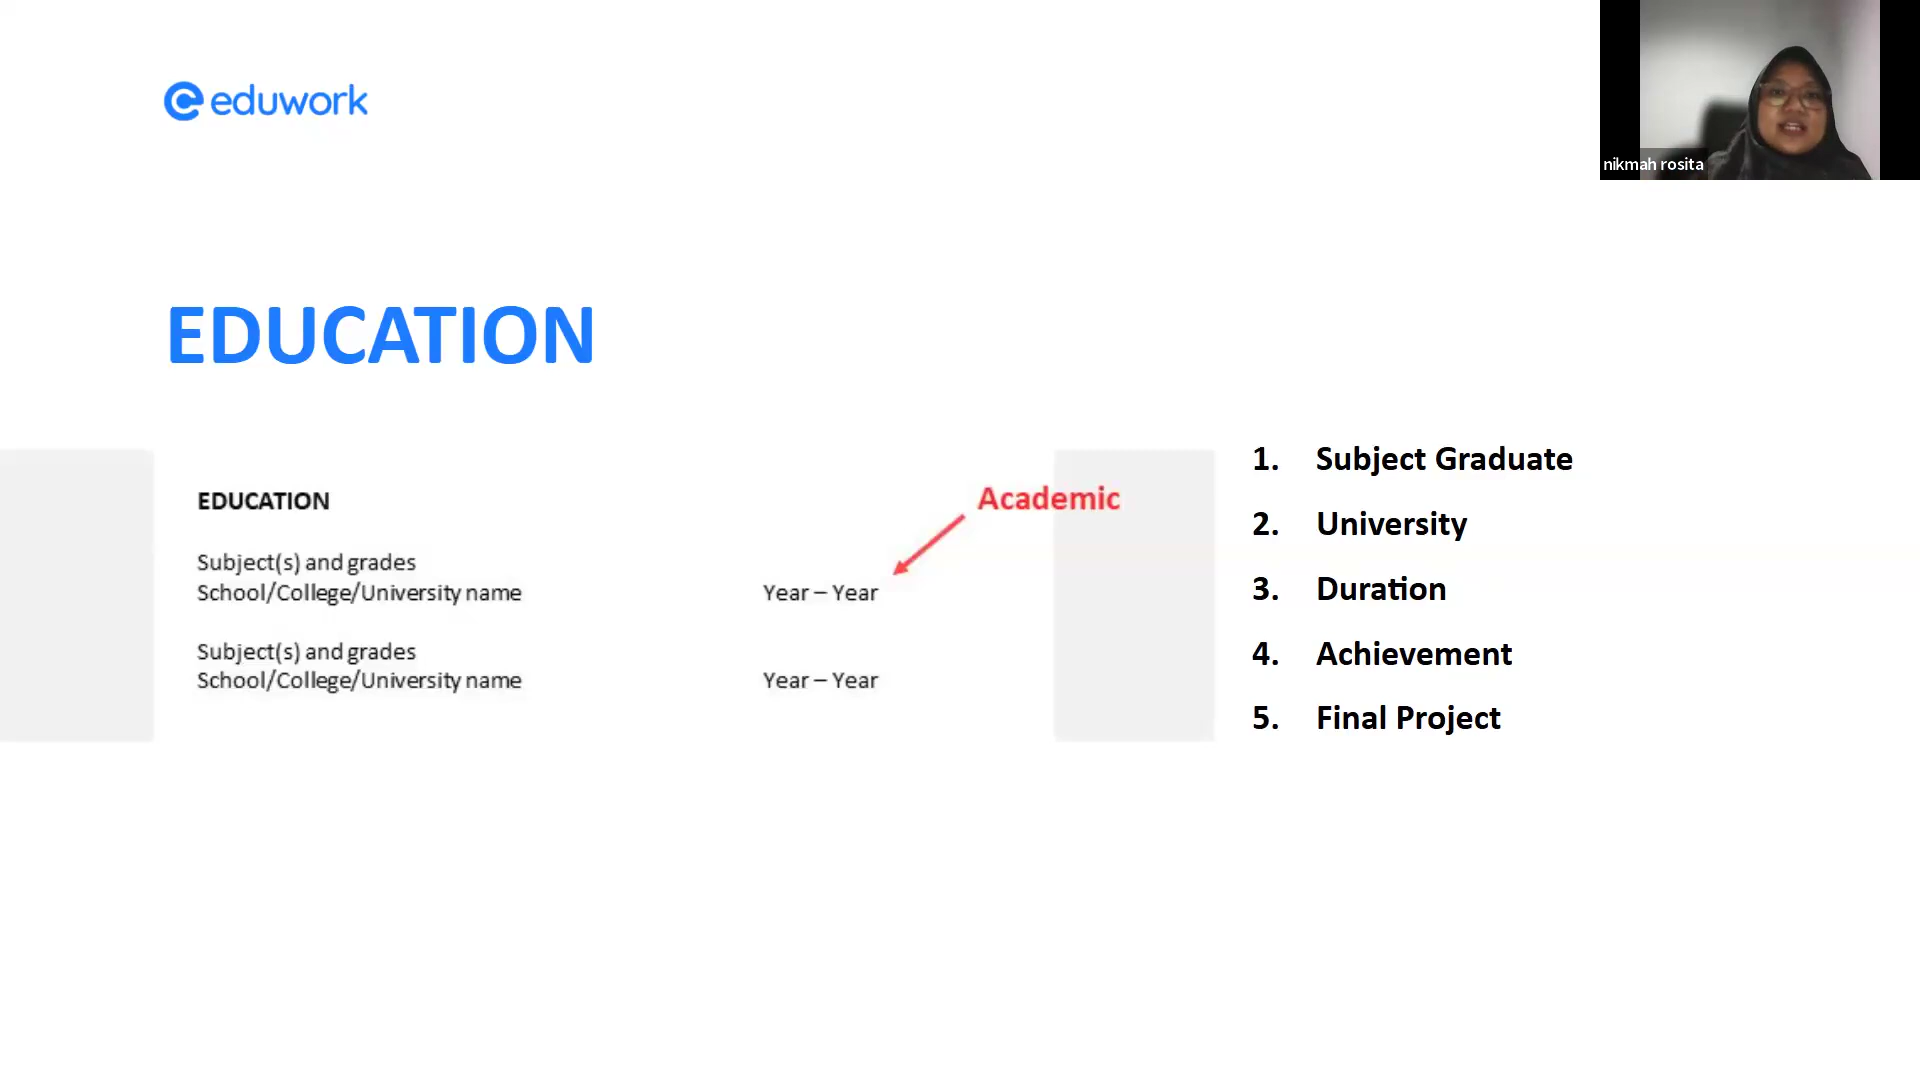 eduwork
nikmah rosita
EDUCATION
EDUCATION
Academic
Subject(s) and grades
School/College/University name Year – Year
Subject(s) and grades
School/College/University name Year – Year
1. Subject Graduate
2. University
3. Duration
4. Achievement
5. Final Project